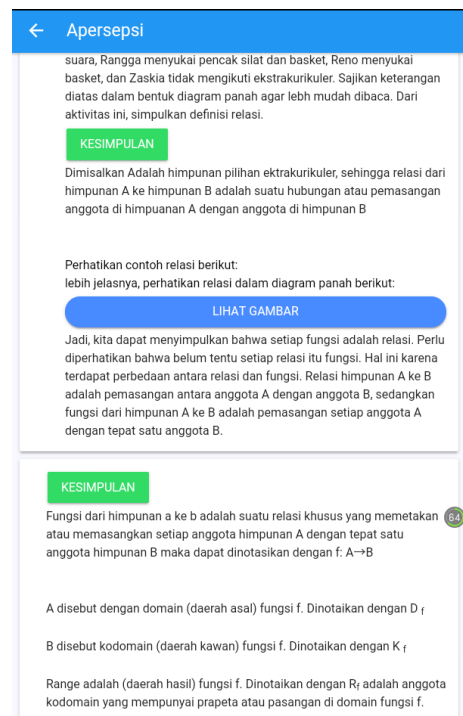 Apersepsi
suara, Rangga menyukai pencak silat dan basket, Reno menyukai
basket, dan Zaskia tidak mengikuti ekstrakurikuler. Sajikan keterangan
diatas dalam bentuk diagram panah agar lebh mudah dibaca. Dari
aktivitas ini, simpulkan definisi relasi.
KESIMPULAN
Dimisalkan Adalah himpunan pilihan ektrakurikuler, sehingga relasi dari
himpunan A ke himpunan B adalah suatu hubungan atau pemasangan
anggota di himpuanan A dengan anggota di himpunan B
Perhatikan contoh relasi berikut:
lebih jelasnya, perhatikan relasi dalam diagram panah berikut:
LIHAT GAMBAR
Jadi, kita dapat menyimpulkan bahwa setiap fungsi adalah relasi. Perlu
diperhatikan bahwa belum tentu setiap relasi itu fungsi. Hal ini karena
terdapat perbedaan antara relasi dan fungsi. Relasi himpunan A ke B
adalah pemasangan antara anggota A dengan anggota B, sedangkan
fungsi dari himpunan A ke B adalah pemasangan setiap anggota A
dengan tepat satu anggota B.
KESIMPULAN
Fungsi dari himpunan a ke b adalah suatu relasi khusus yang memetakan
64
atau memasangkan setiap anggota himpunan A dengan tepat satu
anggota himpunan B maka dapat dinotasikan dengan f: A→B
A disebut dengan domain (daerah asal) fungsi f. Dinotaikan dengan D f
B disebut kodomain (daerah kawan) fungsi f. Dinotaikan dengan K f
Range adalah (daerah hasil) fungsi f. Dinotaikan dengan Rf adalah anggota
kodomain yang mempunyai prapeta atau pasangan di domain fungsi f.